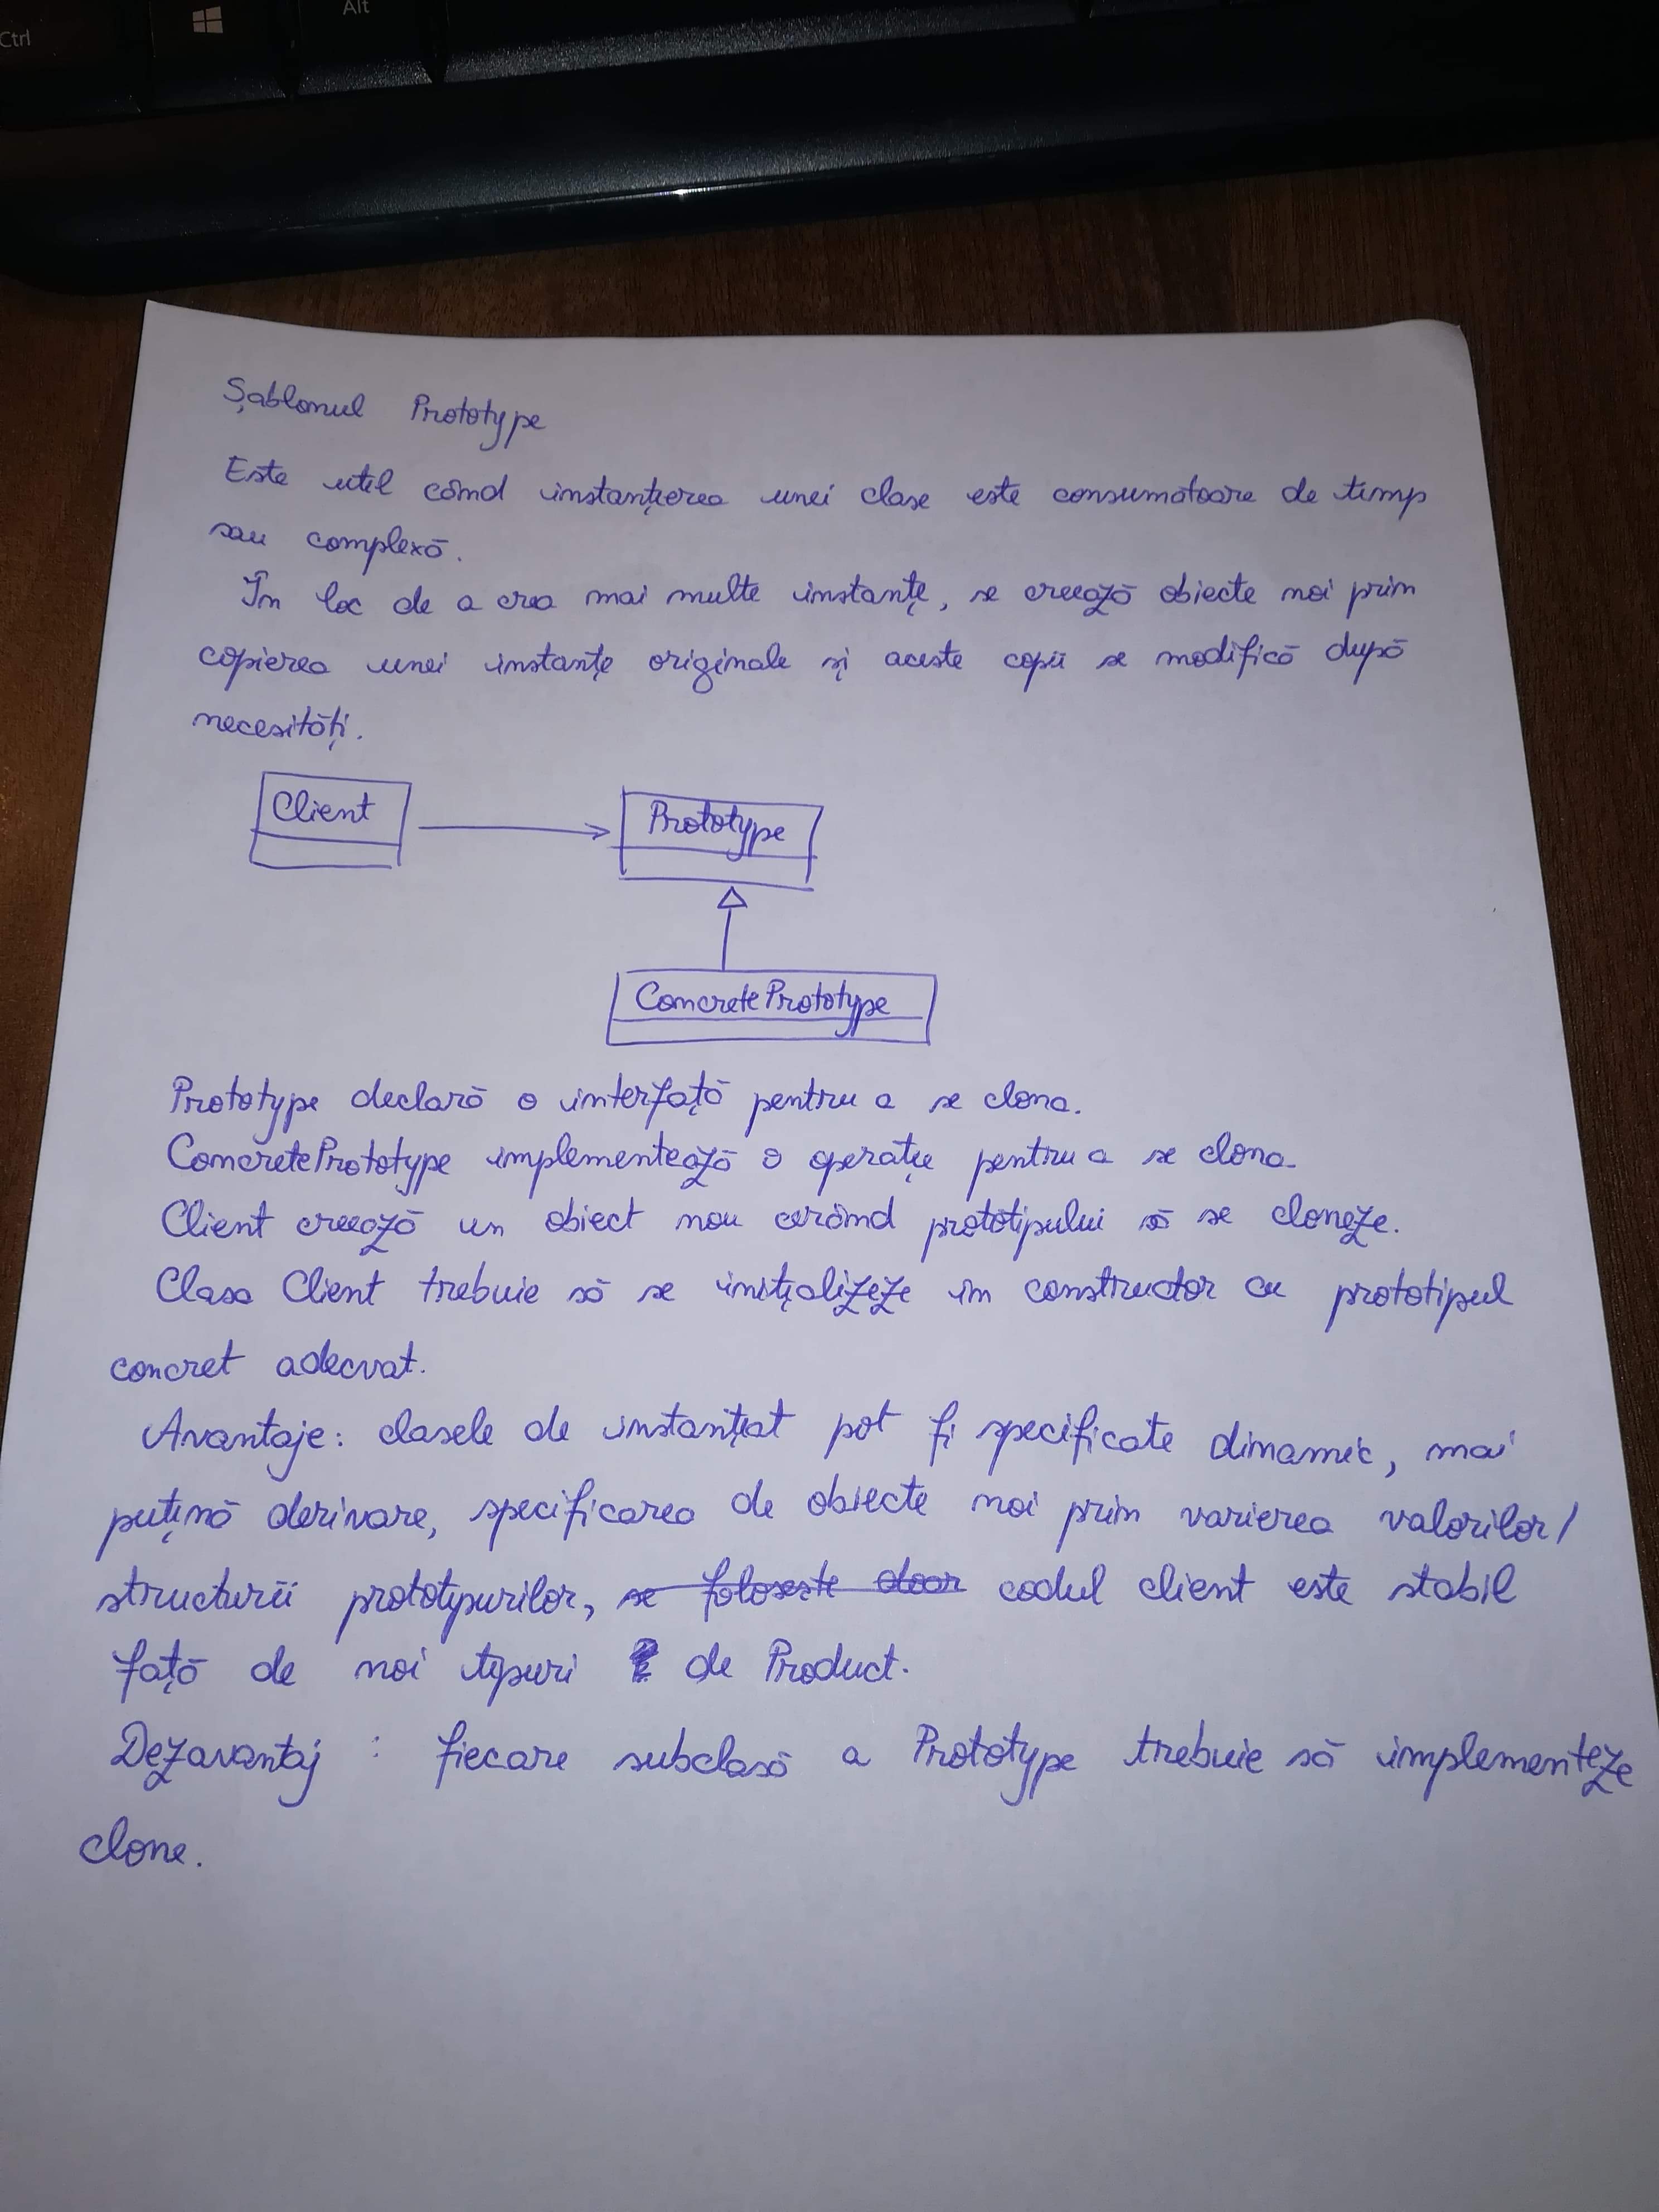 Ctrl
Alt
Șablonul Prototype
Este util când instanțierea unei clase este consumatoare de timp
sau complexă.
În loc de a crea mai multe instanțe, se creează obiecte noi prim
copierea unei instanțe originale și aceste copii se modifică după
necesități.
Client
Prototype
ConcretePrototype
Prototype declară o interfață pentru a se clona.
ConcretePrototype implementează o operație pentru a se clona.
Client creează un obiect nou cerând prototipului să se cloneze.
Clasa Client trebuie să se inițializeze in constructor cu prototipul
concret adecvat.
Avantaje: clasele de instanțiat pot fi specificate dinamic, mai
puțină derivare, specificarea de obiecte noi prim varierea valorilor/
structurii prototypurilor, se folosește doar codul client este stabil
față de noi tipuri de Product.
Dezavantaj : fiecare subclasă a Prototype trebuie să implementeze
clone.